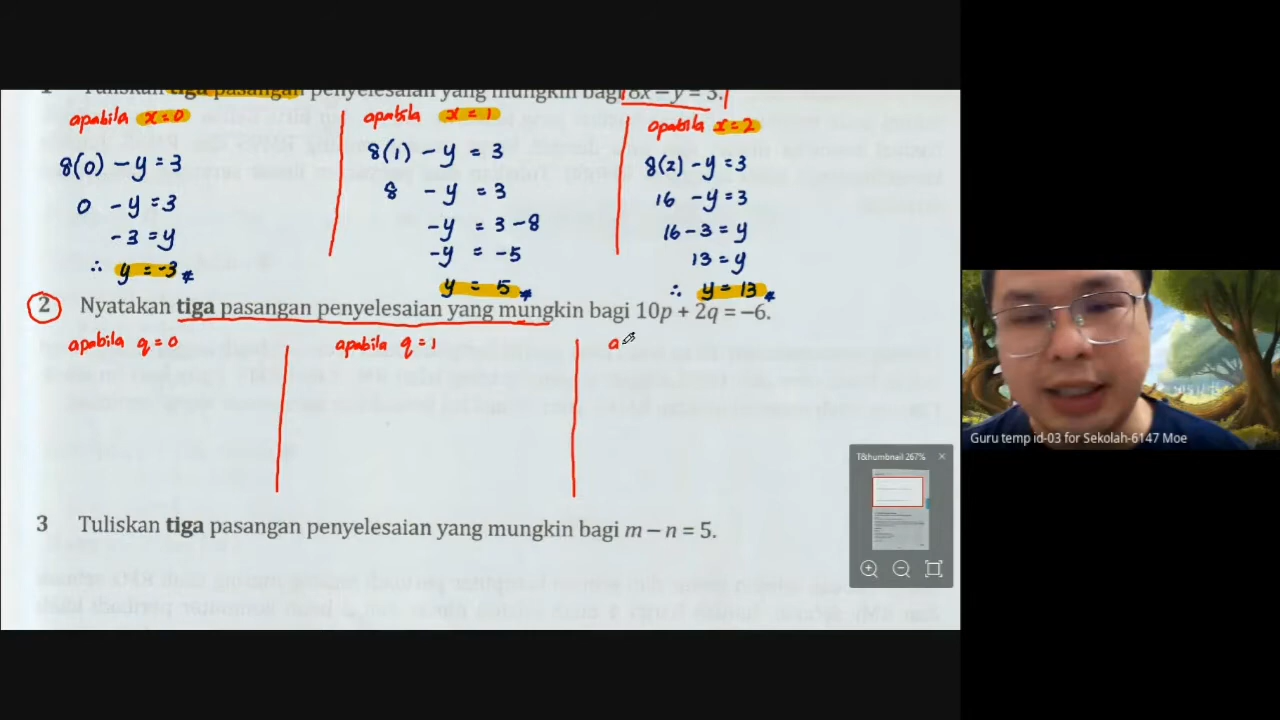 1 Tuliskan tiga pasangan penyelesaian yang mungkin bagi 8x – y = 3.
apabila x = 0
8(0) - y = 3
0 - y = 3
-3 = y
∴ y = -3
apabila x = 1
8(1) - y = 3
8 - y = 3
-y = 3 - 8
-y = -5
y = 5
apabila x = 2
8(2) - y = 3
16 - y = 3
16 - 3 = y
13 = y
∴ y = 13
2 Nyatakan tiga pasangan penyelesaian yang mungkin bagi 10p + 2q = –6.
apabila q = 0
apabila q = 1
a
3 Tuliskan tiga pasangan penyelesaian yang mungkin bagi m – n = 5.
T&humbnail 267%
Guru temp id-03 for Sekolah-6147 Moe